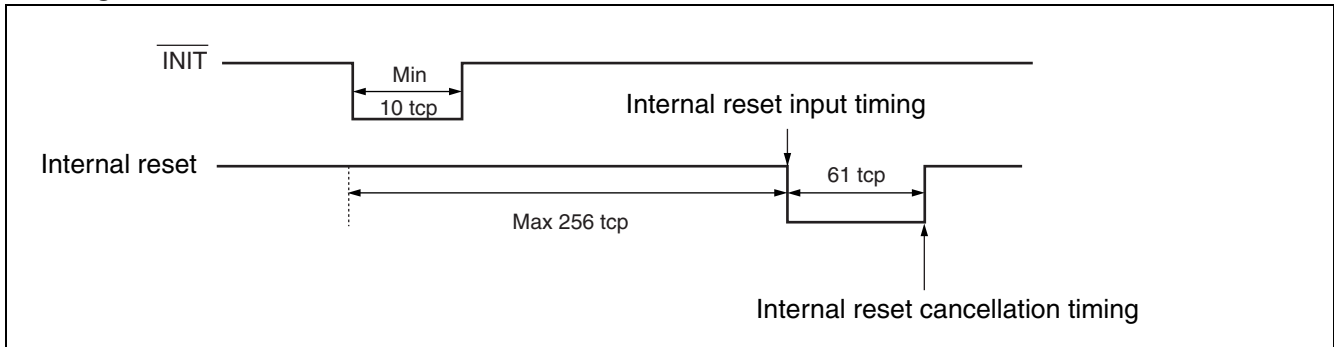 INIT
Min
10 tcp
Internal reset input timing
Internal reset
61 tcp
Max 256 tcp
Internal reset cancellation timing